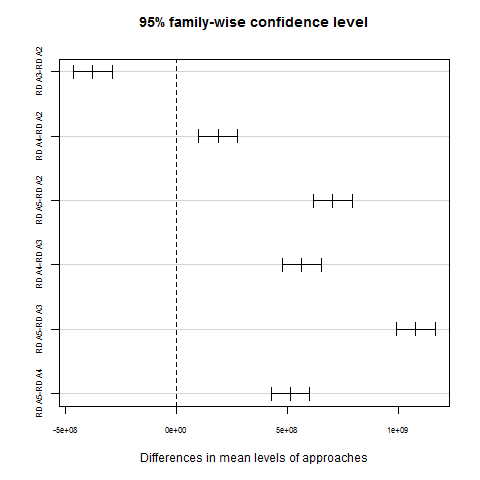 95% family-wise confidence level
RD A3-RD A2
RD A4-RD A2
RD A5-RD A2
RD A4-RD A3
RD A5-RD A3
RD A5-RD A4
-5e+08 0e+00 5e+08 1e+09
Differences in mean levels of approaches